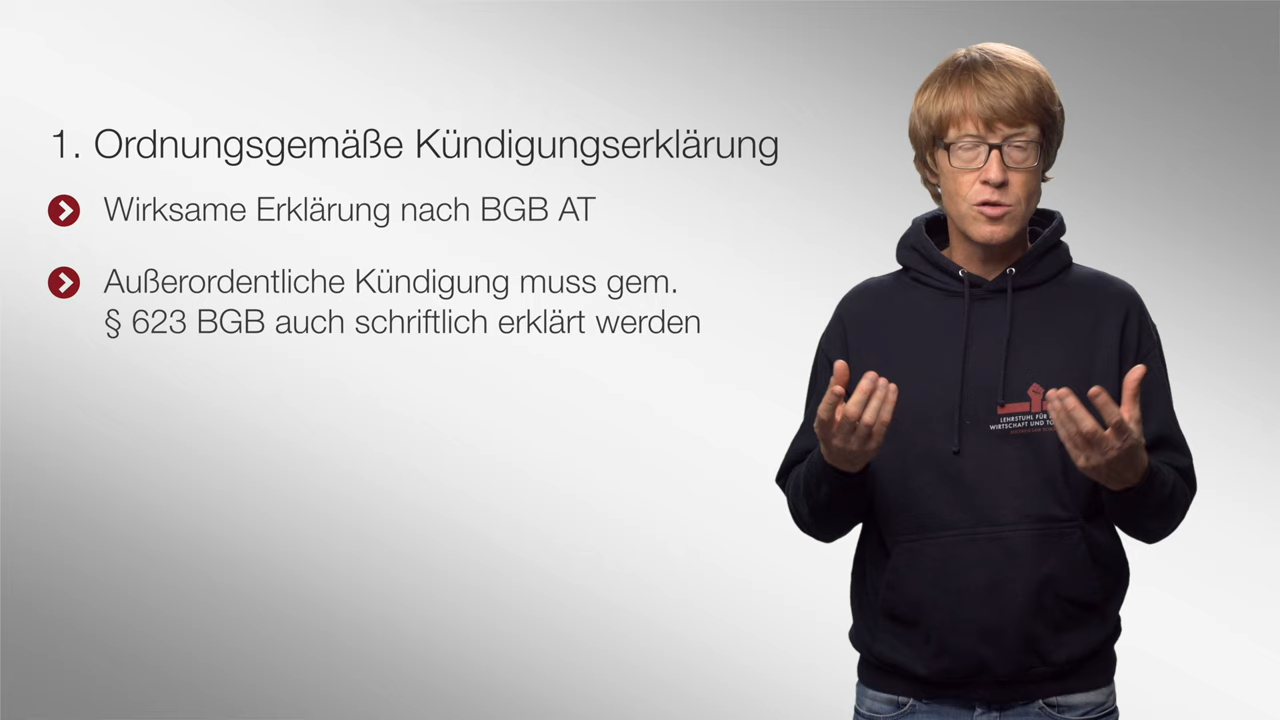 1. Ordnungsgemäße Kündigungserklärung
Wirksame Erklärung nach BGB AT
Außerordentliche Kündigung muss gem.
§ 623 BGB auch schriftlich erklärt werden
LEHRSTUHL FÜR
WIRTSCHAFT UND